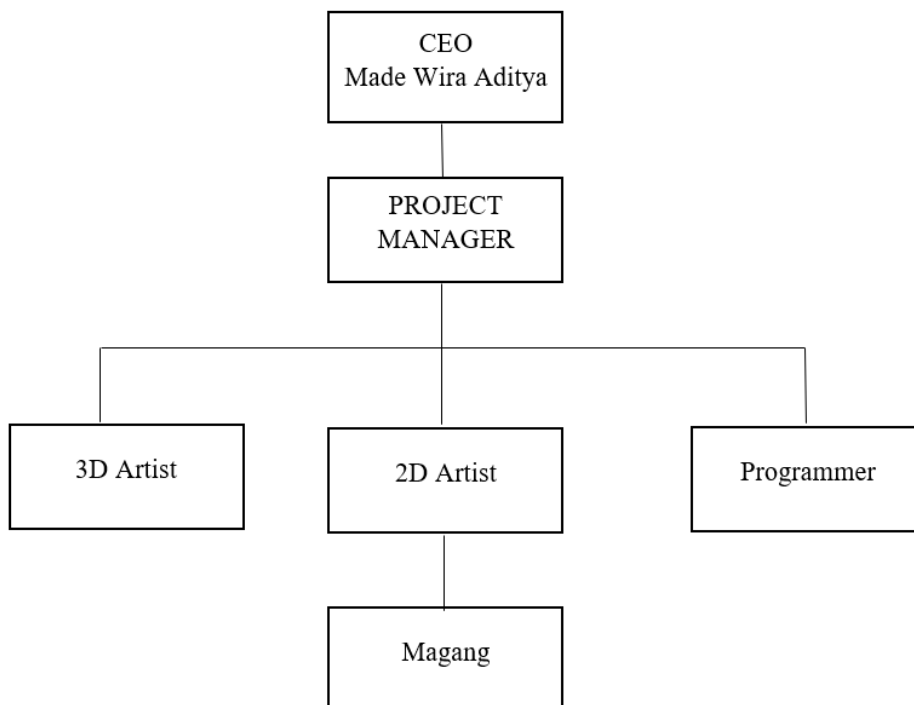 CEO
Made Wira Aditya
PROJECT
MANAGER
3D Artist
2D Artist
Programmer
Magang